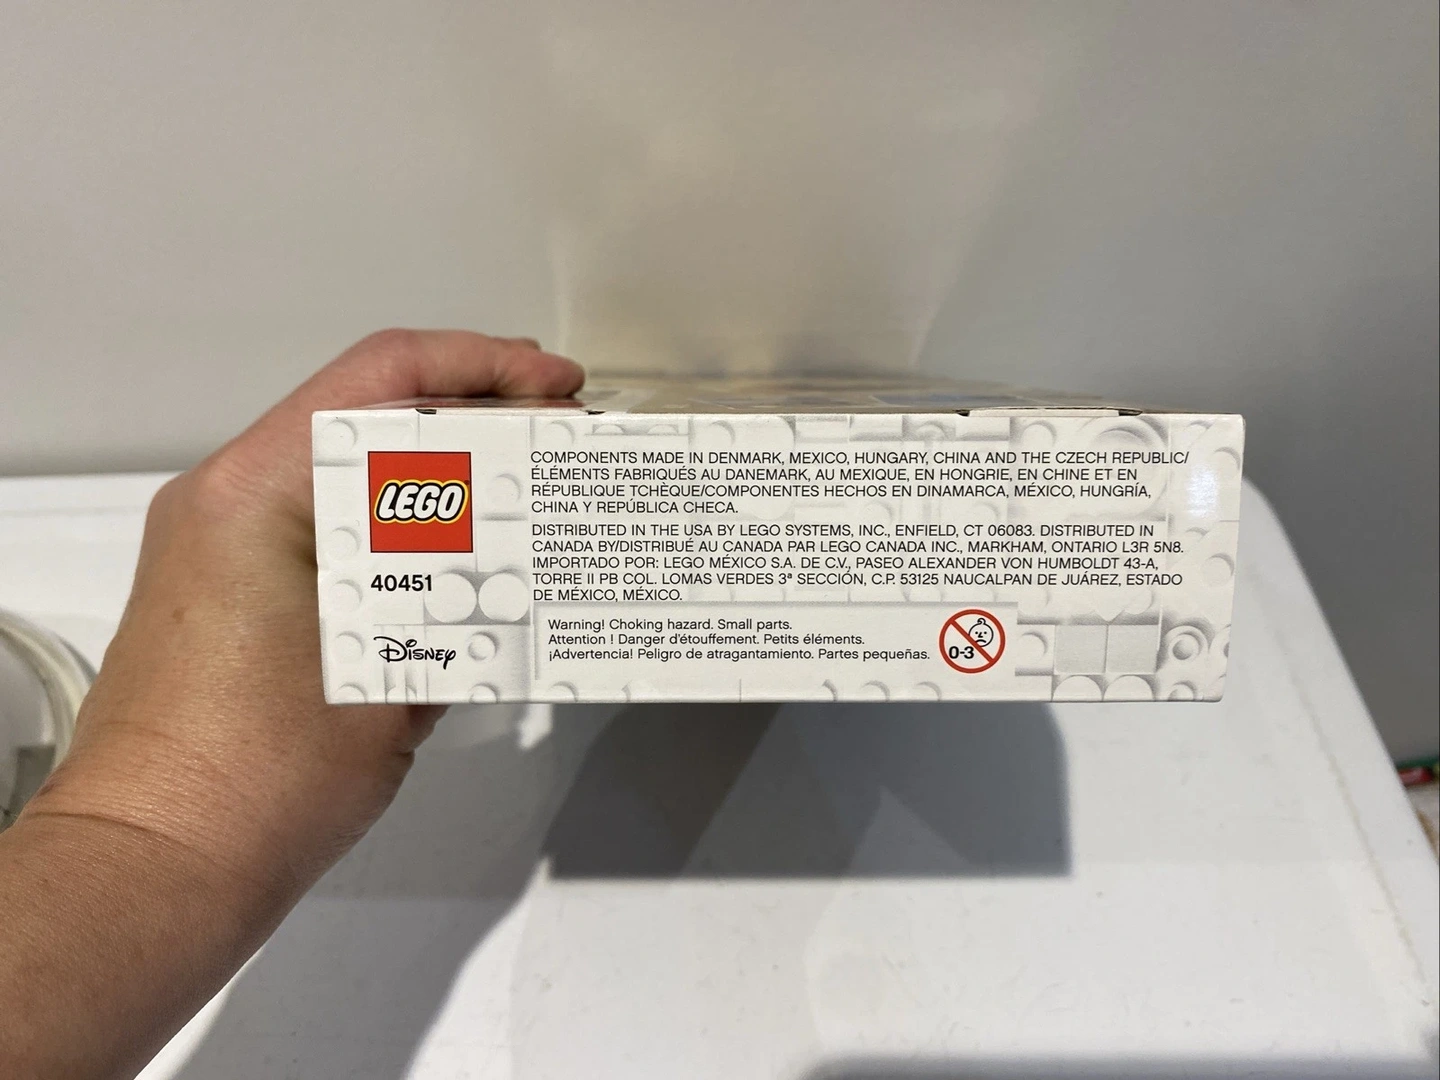 LEGO
40451
Disney
COMPONENTS MADE IN DENMARK, MEXICO, HUNGARY, CHINA AND THE CZECH REPUBLIC/
ÉLÉMENTS FABRIQUÉS AU DANEMARK, AU MEXIQUE, EN HONGRIE, EN CHINE ET EN
RÉPUBLIQUE TCHÈQUE/COMPONENTES HECHOS EN DINAMARCA, MÉXICO, HUNGRÍA,
CHINA Y REPÚBLICA CHECA.
DISTRIBUTED IN THE USA BY LEGO SYSTEMS, INC., ENFIELD, CT 06083. DISTRIBUTED IN
CANADA BY/DISTRIBUÉ AU CANADA PAR LEGO CANADA INC., MARKHAM, ONTARIO L3R 5N8.
IMPORTADO POR: LEGO MÉXICO S.A. DE C.V., PASEO ALEXANDER VON HUMBOLDT 43-A,
TORRE II PB COL. LOMAS VERDES 3ª SECCIÓN, C.P. 53125 NAUCALPAN DE JUÁREZ, ESTADO
DE MÉXICO, MÉXICO.
Warning! Choking hazard. Small parts.
Attention ! Danger d'étouffement. Petits éléments.
¡Advertencia! Peligro de atragantamiento. Partes pequeñas.
0-3